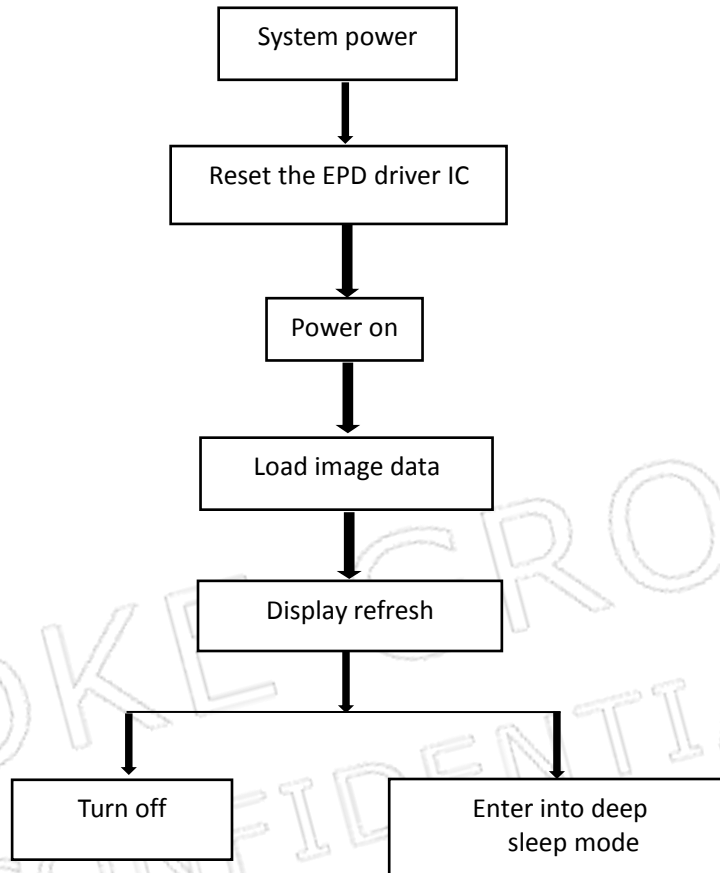 System power
Reset the EPD driver IC
Power on
Load image data
Display refresh
Turn off
Enter into deep
sleep mode